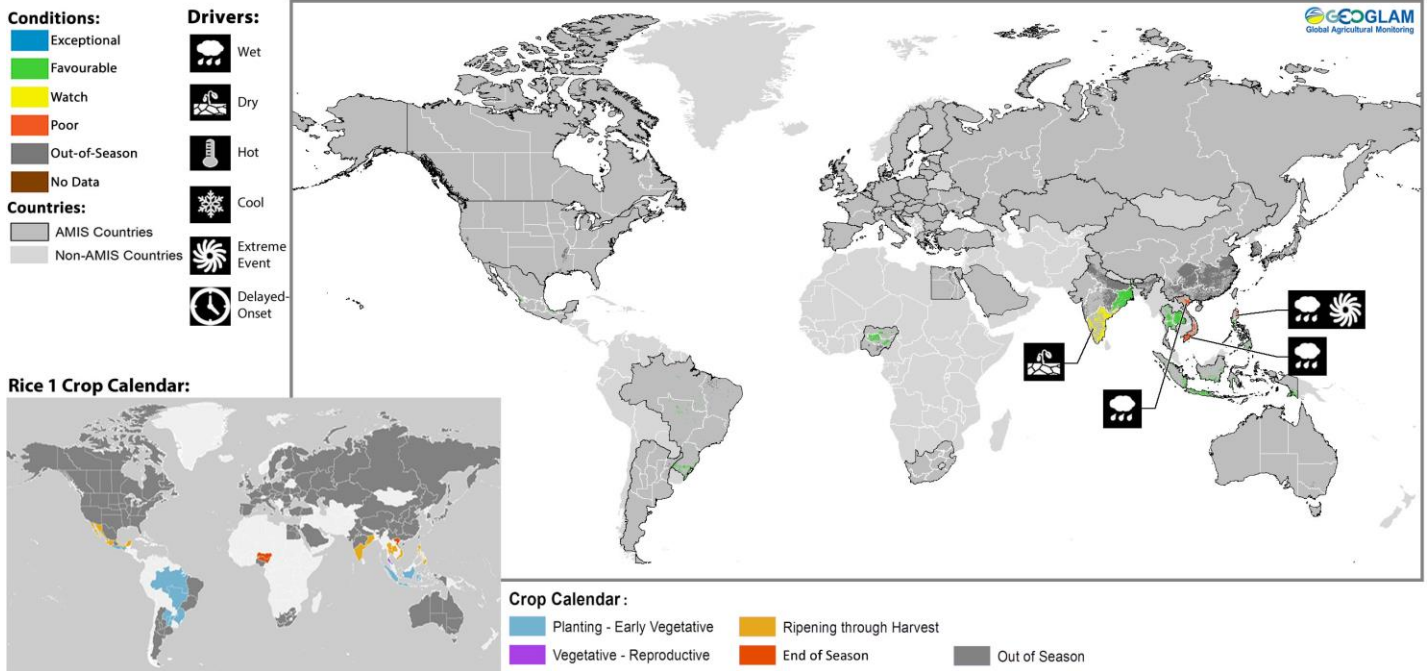 Conditions:
Exceptional
Favourable
Watch
Poor
Out-of-Season
No Data
Countries:
AMIS Countries
Non-AMIS Countries
Drivers:
Wet
Dry
Hot
Cool
Extreme
Event
Delayed-
Onset
GEOGLAM
Global Agricultural Monitoring
Rice 1 Crop Calendar:
Crop Calendar :
Planting - Early Vegetative
Ripening through Harvest
Vegetative - Reproductive
End of Season
Out of Season